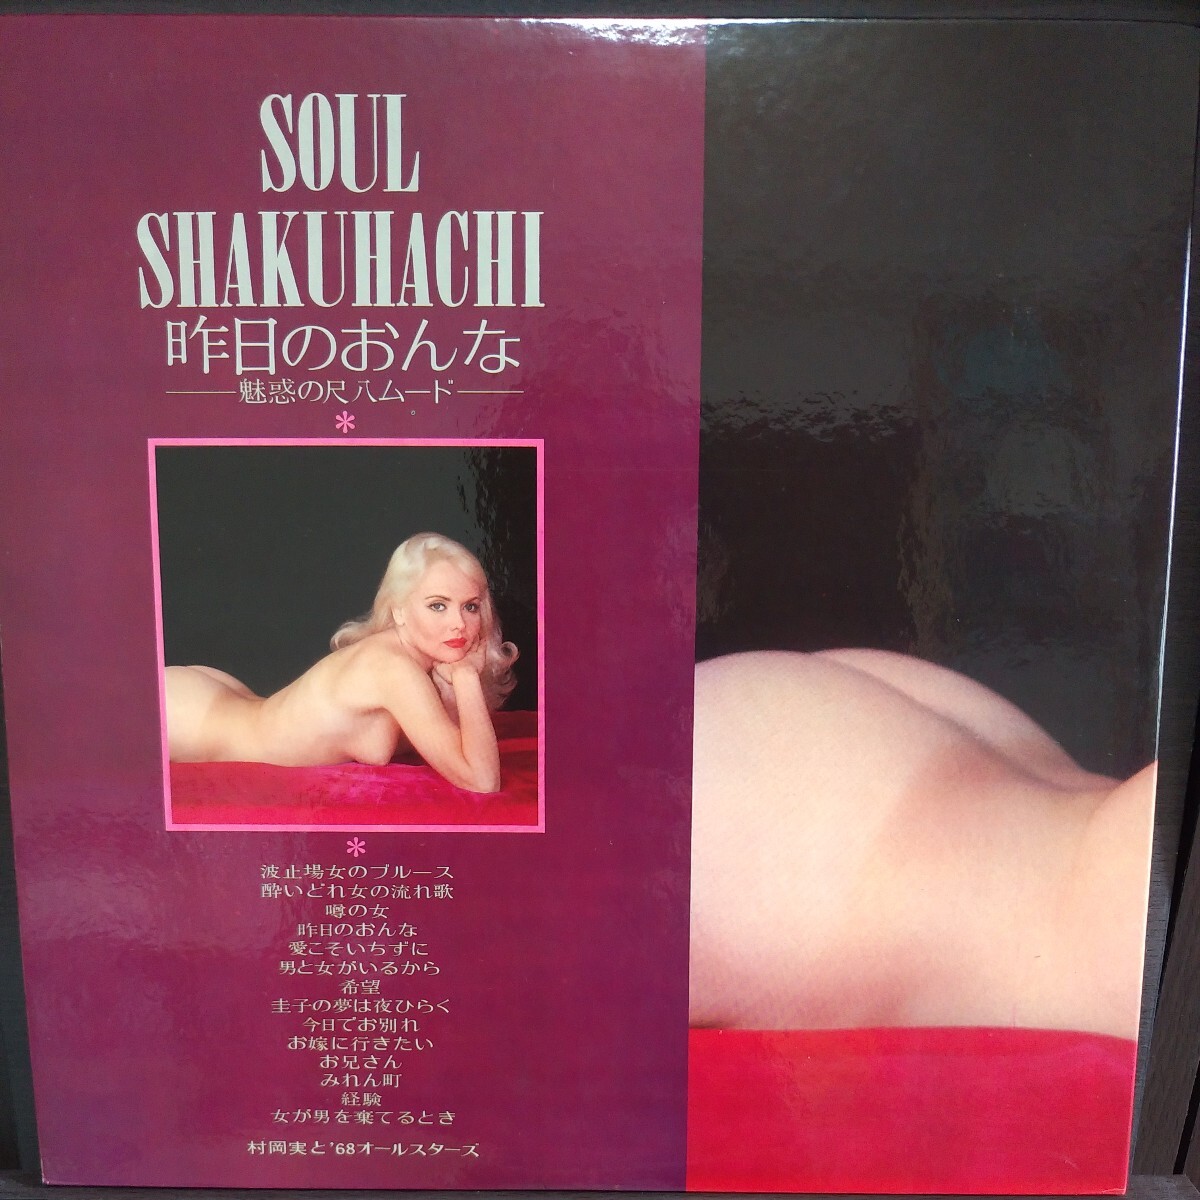 SOUL
SHAKUHACHI
昨日のおんな
魅惑の尺八ムード
*
*
波止場女のブルース
酔いどれ女の流れ歌
噂の女
昨日のおんな
愛こそいちずに
男と女がいるから
希望
圭子の夢は夜ひらく
今日でお別れ
お嫁に行きたい
お兄さん
みれん町
経験
女が男を棄てるとき
村岡実と'68オールスターズ